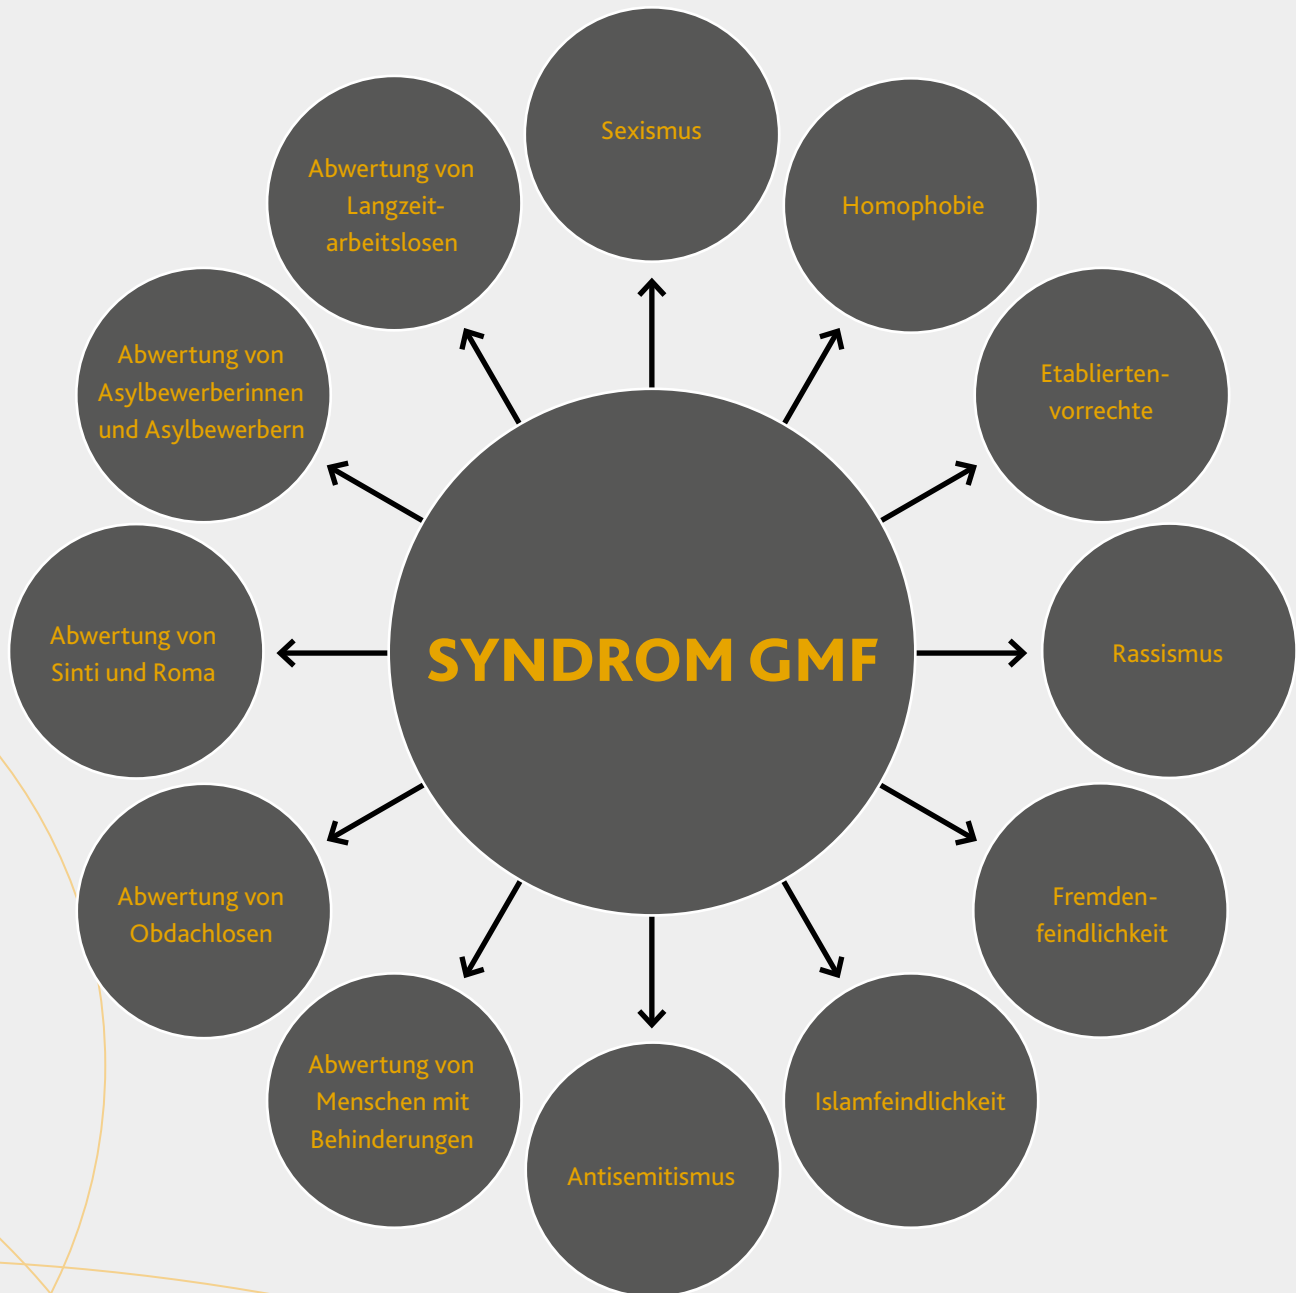 Sexismus
Homophobie
Etablierten-
vorrechte
Rassismus
Fremden-
feindlichkeit
Islamfeindlichkeit
Antisemitismus
Abwertung von
Menschen mit
Behinderungen
Abwertung von
Obdachlosen
Abwertung von
Sinti und Roma
Abwertung von
Asylbewerberinnen
und Asylbewerbern
Abwertung von
Langzeit-
arbeitslosen
SYNDROM GMF